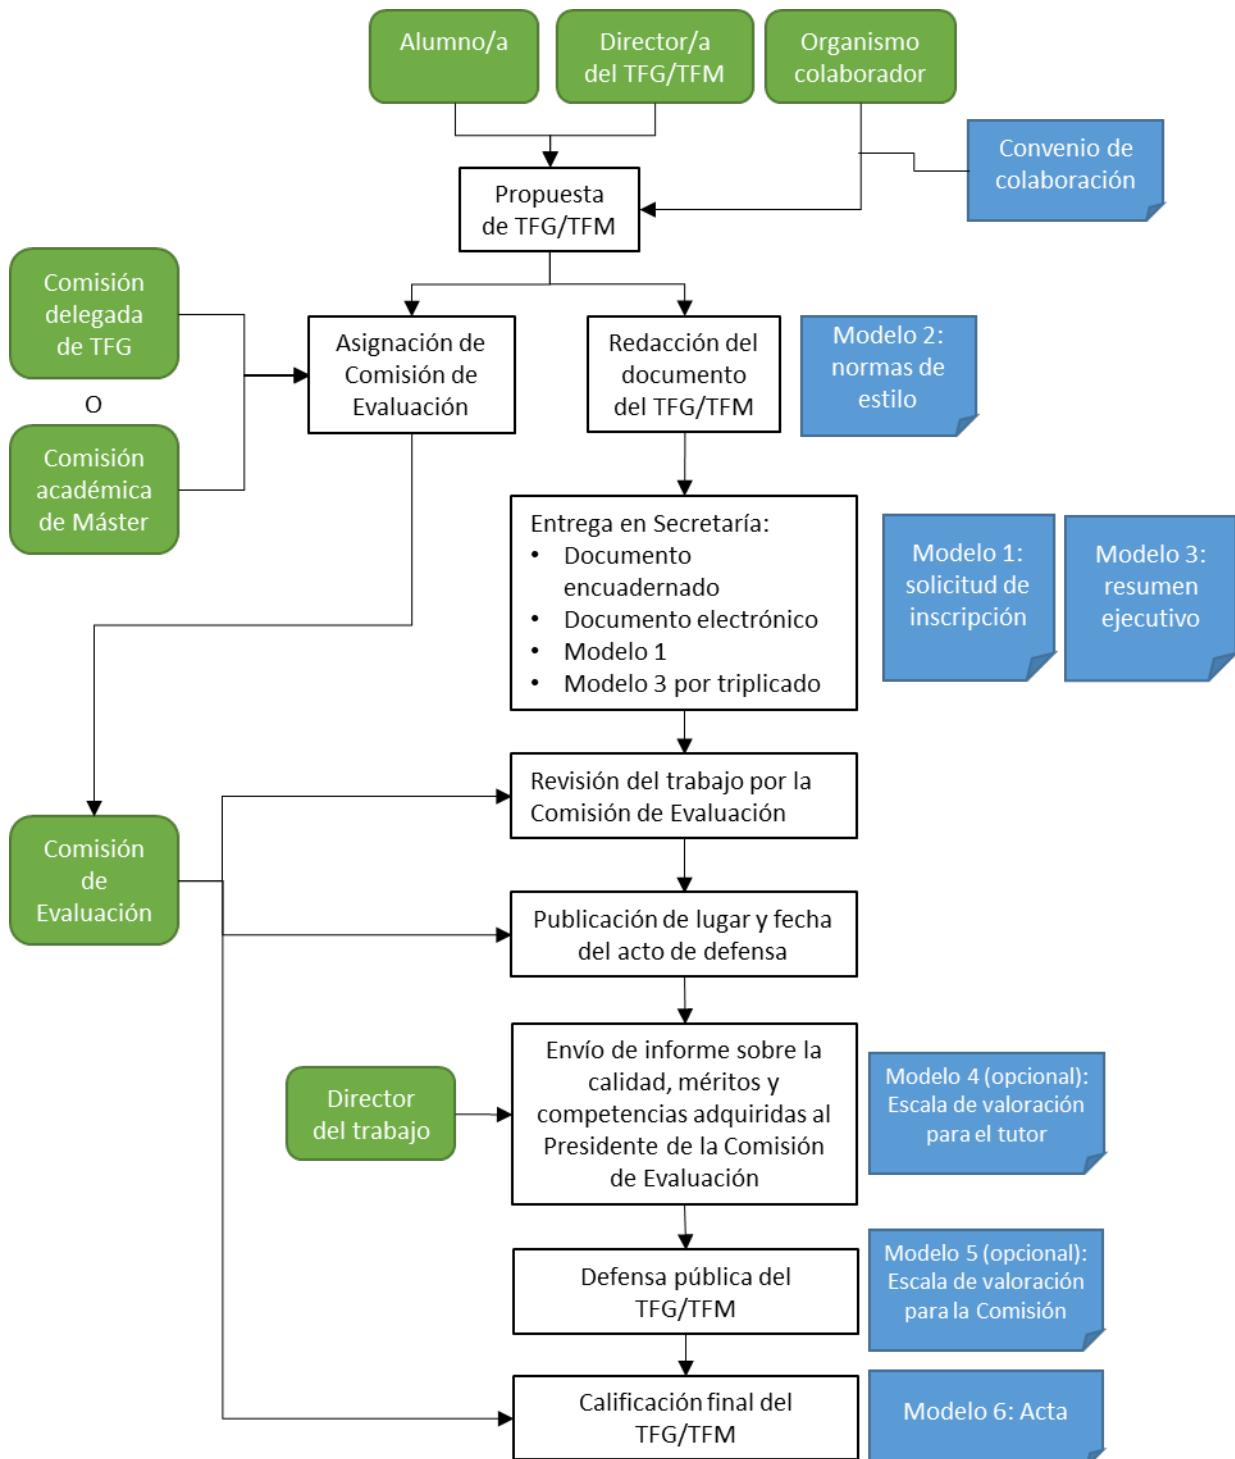 Alumno/a
Director/a
del TFG/TFM
Organismo
colaborador
Convenio de
colaboración
Propuesta
de TFG/TFM
Comisión
delegada
de TFG
O
Comisión
académica
de Máster
Asignación de
Comisión de
Evaluación
Redacción del
documento
del TFG/TFM
Modelo 2:
normas de
estilo
Entrega en Secretaría:
• Documento
encuadernado
• Documento electrónico
• Modelo 1
• Modelo 3 por triplicado
Modelo 1:
solicitud de
inscripción
Modelo 3:
resumen
ejecutivo
Revisión del trabajo por la
Comisión de Evaluación
Comisión
de
Evaluación
Publicación de lugar y fecha
del acto de defensa
Director
del trabajo
Envío de informe sobre la
calidad, méritos y
competencias adquiridas al
Presidente de la Comisión
de Evaluación
Modelo 4 (opcional):
Escala de valoración
para el tutor
Defensa pública del
TFG/TFM
Modelo 5 (opcional):
Escala de valoración
para la Comisión
Calificación final del
TFG/TFM
Modelo 6: Acta